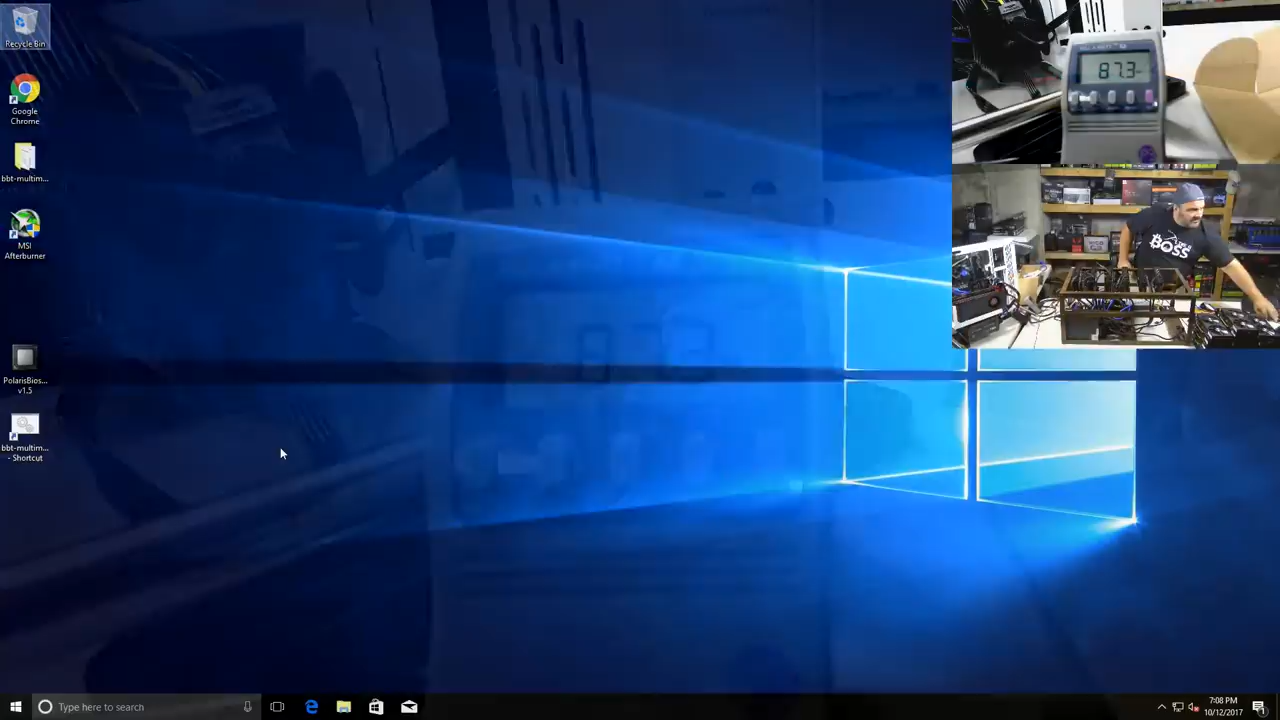 Recycle Bin
Google
Chrome
bbt-multim...
MSI
Afterburner
PolarisBios...
v1.5
bbt-multim...
- Shortcut
87.3
BOSS
Type here to search
7:08 PM
10/12/2017
1